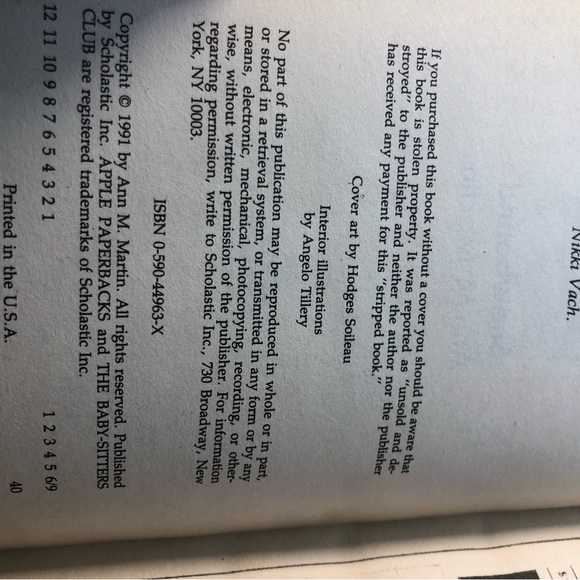 Nikki Vach.
If you purchased this book without a cover you should be aware that
this book is stolen property. It was reported as "unsold and de-
stroyed" to the publisher and neither the author nor the publisher
has received any payment for this "stripped book."
Cover art by Hodges Soileau
Interior illustrations
by Angelo Tillery
No part of this publication may be reproduced in whole or in part,
or stored in a retrieval system, or transmitted in any form or by any
means, electronic, mechanical, photocopying, recording, or other-
wise, without written permission of the publisher. For information
regarding permission, write to Scholastic Inc., 730 Broadway, New
York, NY 10003.
ISBN 0-590-44963-X
Copyright © 1991 by Ann M. Martin. All rights reserved. Published
by Scholastic Inc. APPLE PAPERBACKS and THE BABY-SITTERS
CLUB are registered trademarks of Scholastic Inc.
12 11 10 9 8 7 6 5 4 3 2 1 1 2 3 4 5 69
Printed in the U.S.A. 40